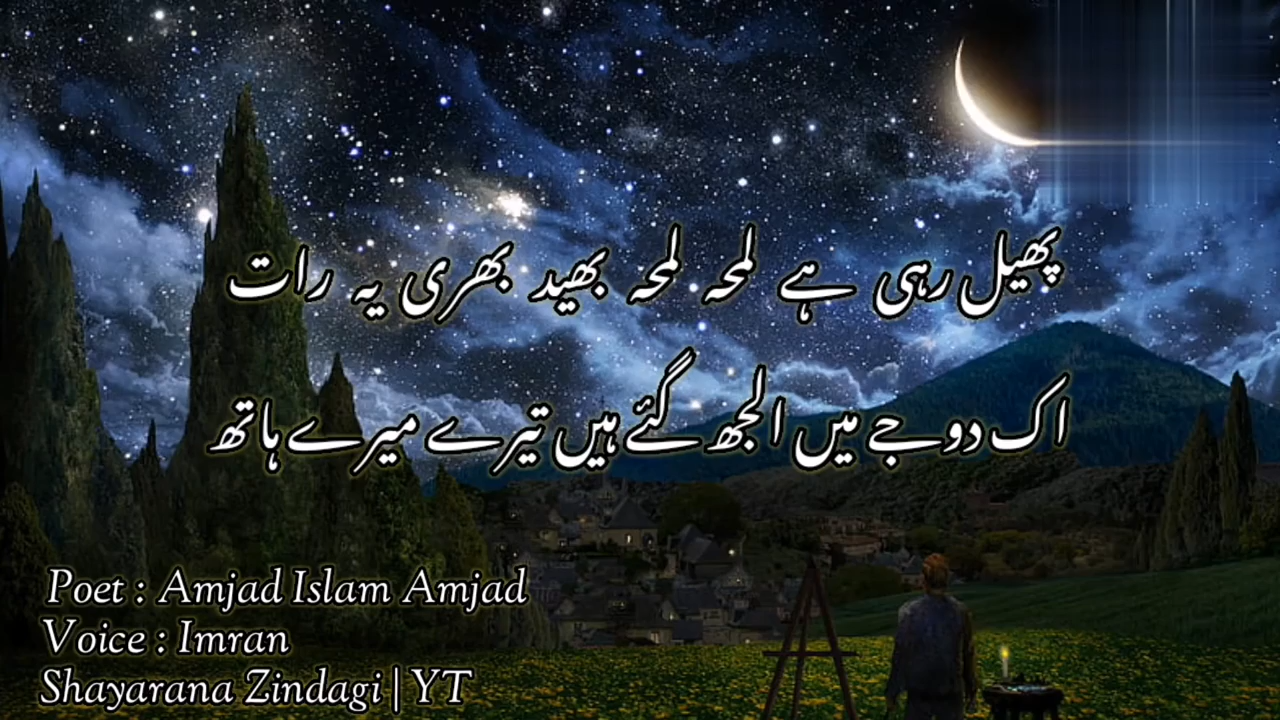 پھیل رہی ہے لمحہ لمحہ بھید بھری یہ رات
اک دوجے میں الجھ گئے ہیں تیرے میرے ہاتھ
Poet : Amjad Islam Amjad
Voice : Imran
Shayarana Zindagi | YT